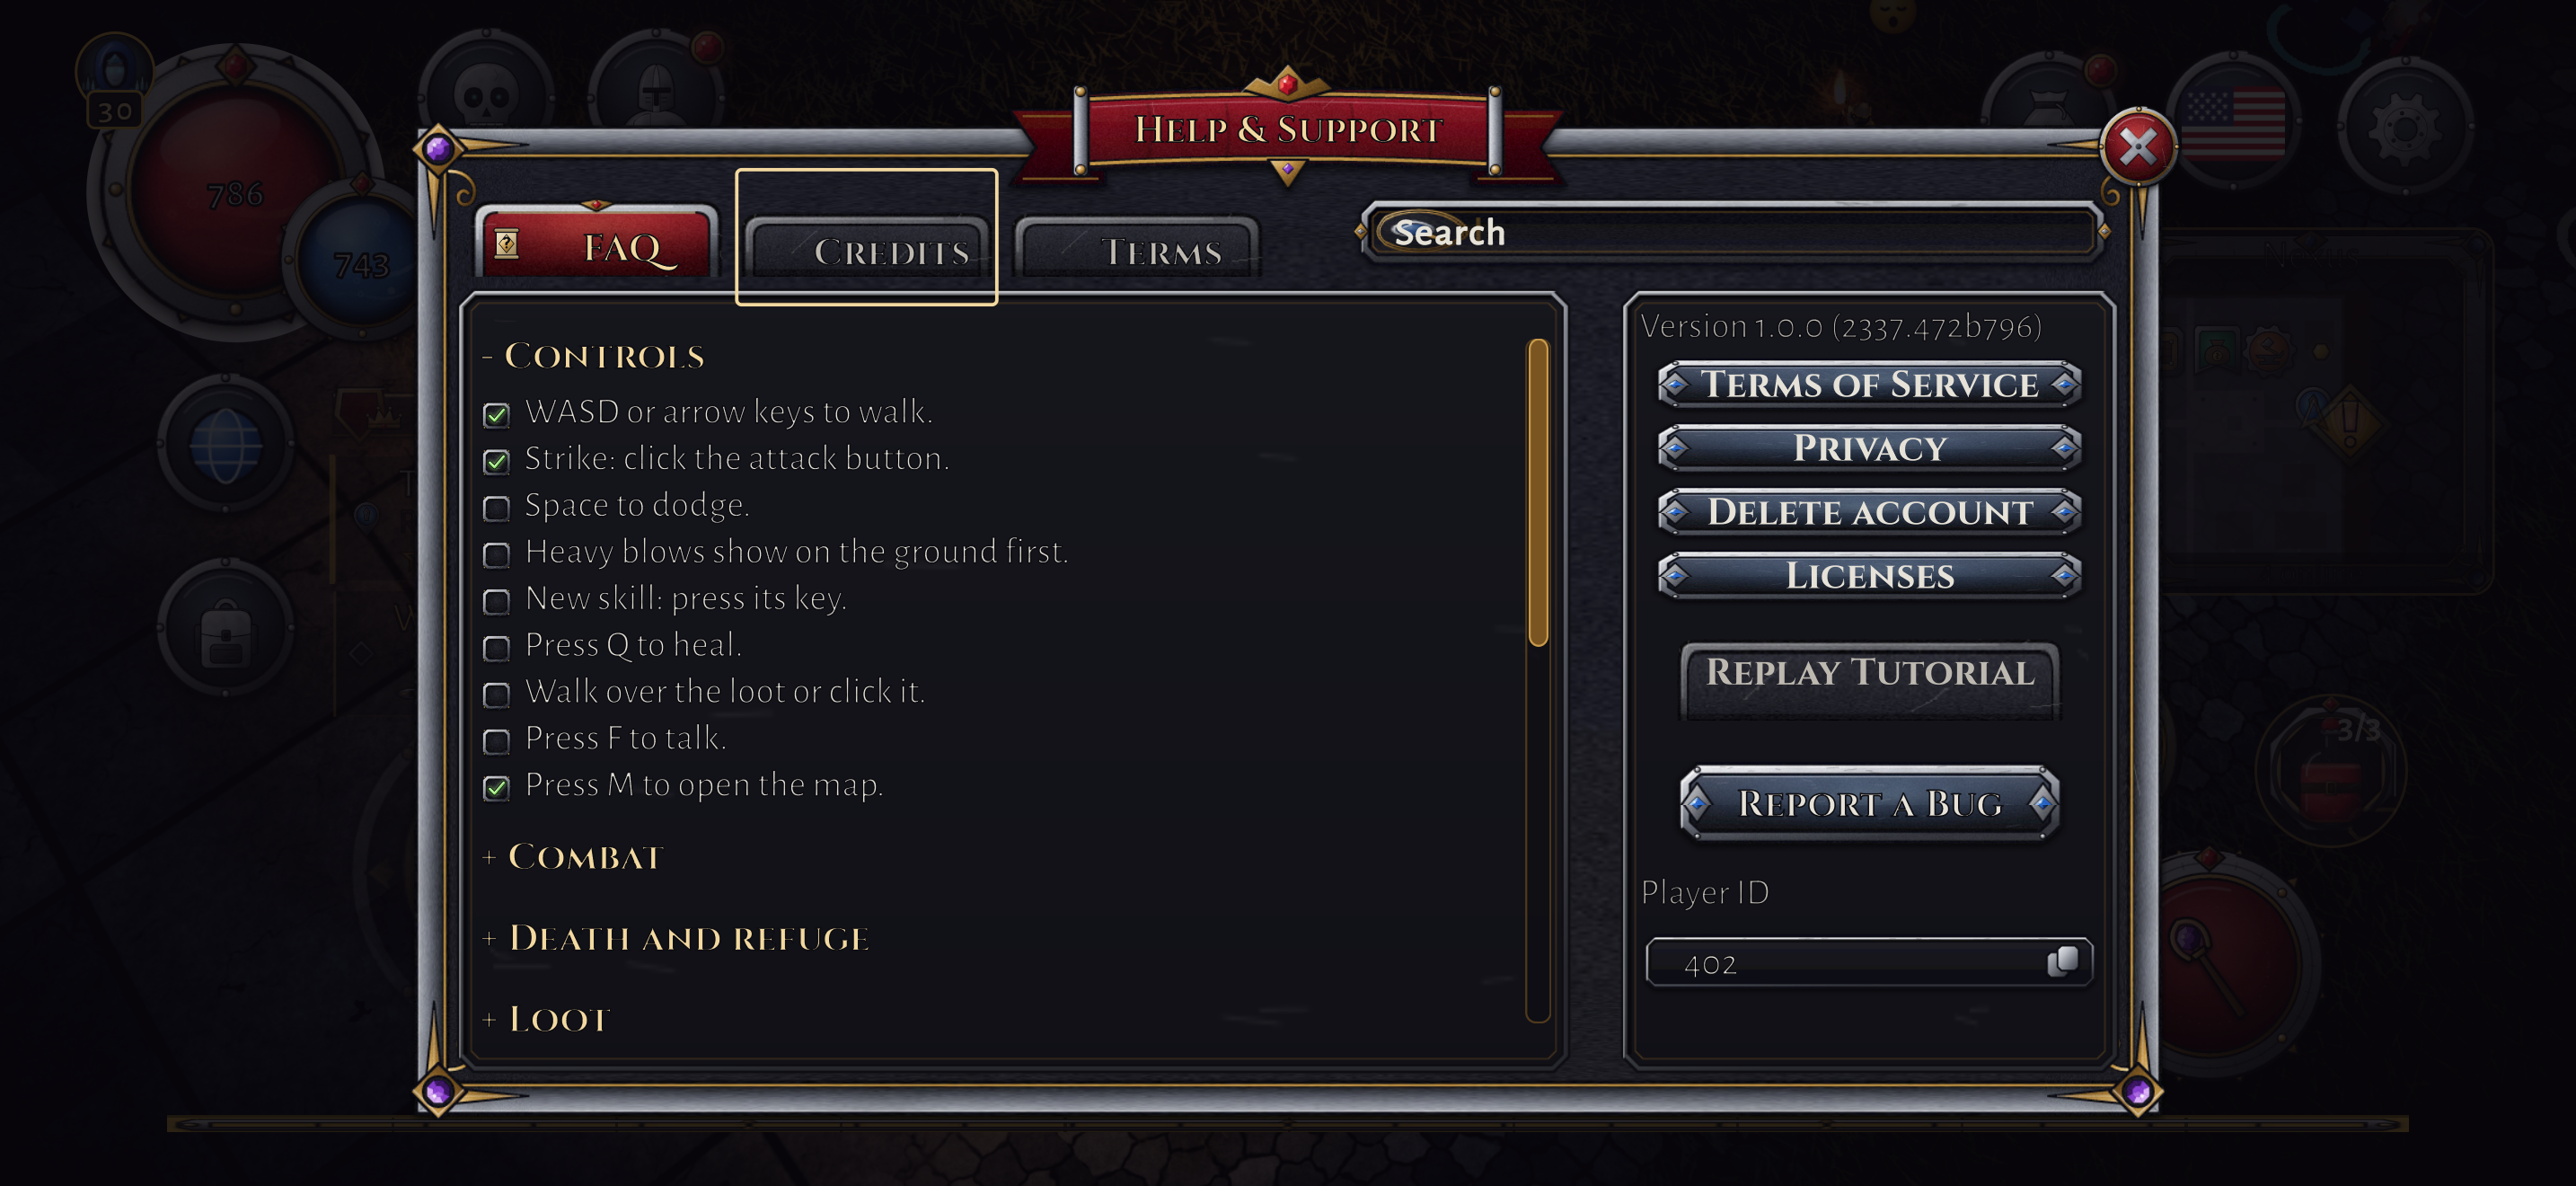 30
786
743
Help & Support
FAQ
Credits
Terms
Search
- Controls
WASD or arrow keys to walk.
Strike: click the attack button.
Space to dodge.
Heavy blows show on the ground first.
New skill: press its key.
Press Q to heal.
Walk over the loot or click it.
Press F to talk.
Press M to open the map.
+ Combat
+ Death and refuge
+ Loot
Version 1.0.0 (2337.472b796)
Terms of Service
Privacy
Delete account
Licenses
Replay Tutorial
Report a Bug
Player ID
402
3/3